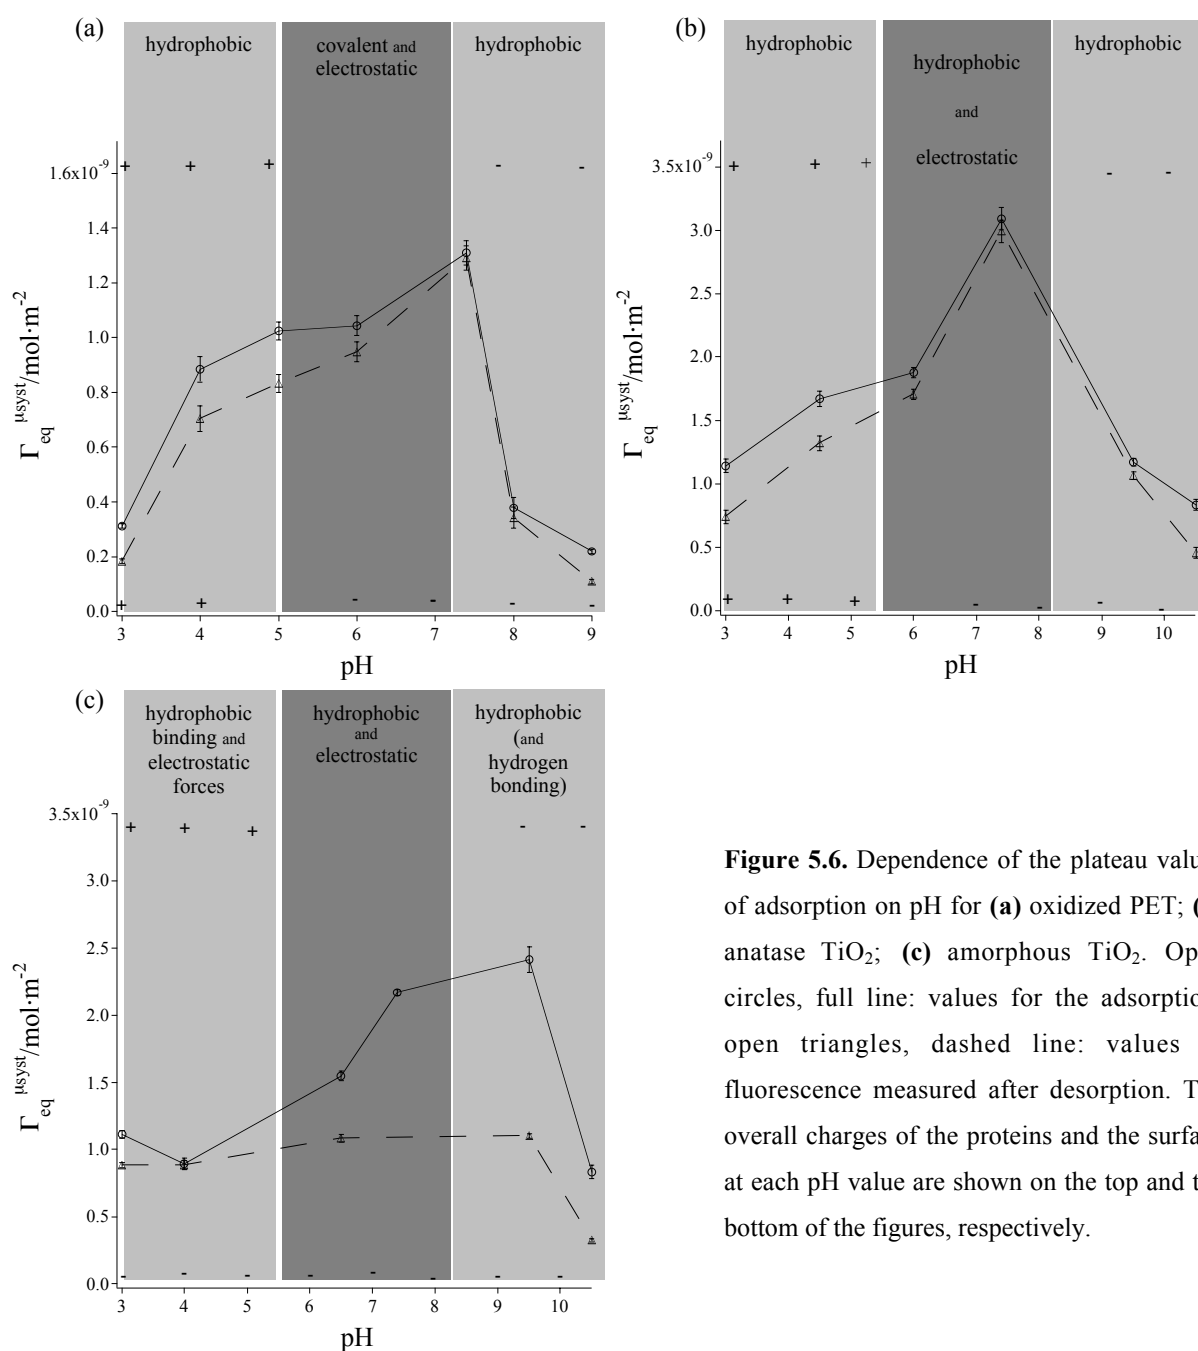 (a)
hydrophobic
covalent and
electrostatic
hydrophobic
+ + + - -
1.6x10⁻⁹
1.4
1.2
1.0
0.8
0.6
0.4
0.2
0.0
Γeq^μsyst/mol·m⁻²
+ + - - - -
3 4 5 6 7 8 9
pH
(b)
hydrophobic
hydrophobic
and
electrostatic
hydrophobic
+ + + - -
3.5x10⁻⁹
3.0
2.5
2.0
1.5
1.0
0.5
0.0
Γeq^μsyst/mol·m⁻²
+ + + - - - -
3 4 5 6 7 8 9 10
pH
(c)
hydrophobic
binding and
electrostatic
forces
hydrophobic
and
electrostatic
hydrophobic
(and
hydrogen
bonding)
+ + + - -
3.5x10⁻⁹
3.0
2.5
2.0
1.5
1.0
0.5
0.0
Γeq^μsyst/mol·m⁻²
- - - - - - - -
3 4 5 6 7 8 9 10
pH
Figure 5.6. Dependence of the plateau valu
of adsorption on pH for (a) oxidized PET; (
anatase TiO₂; (c) amorphous TiO₂. Op
circles, full line: values for the adsorptio
open triangles, dashed line: values
fluorescence measured after desorption. T
overall charges of the proteins and the surfa
at each pH value are shown on the top and t
bottom of the figures, respectively.